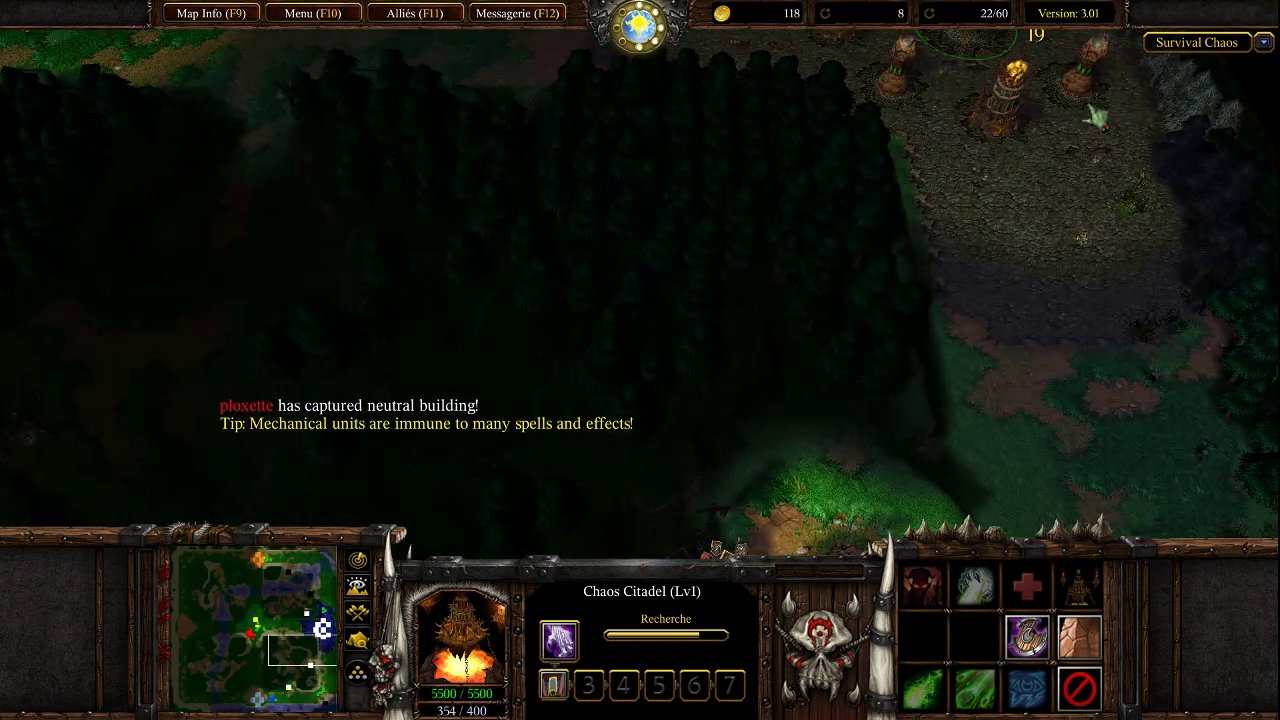 Map Info (F9)
Menu (F10)
Alliés (F11)
Messagerie (F12)
118
8
22/60
Version: 3.01
Survival Chaos
19
ploxette has captured neutral building!
Tip: Mechanical units are immune to many spells and effects!
Chaos Citadel (Lv1)
Recherche
3
4
5
6
7
5500 / 5500
354 / 400